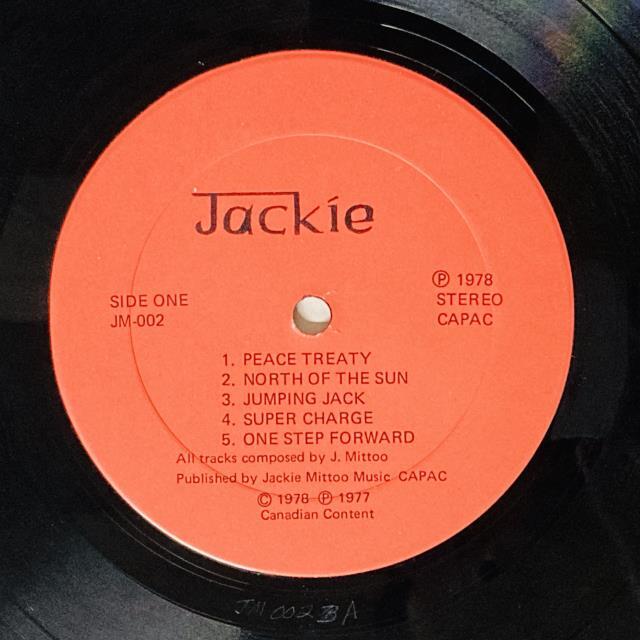 Jackie
℗ 1978
SIDE ONE STEREO
JM-002 CAPAC
1. PEACE TREATY
2. NORTH OF THE SUN
3. JUMPING JACK
4. SUPER CHARGE
5. ONE STEP FORWARD
All tracks composed by J. Mittoo
Published by Jackie Mittoo Music CAPAC
© 1978 ℗ 1977
Canadian Content